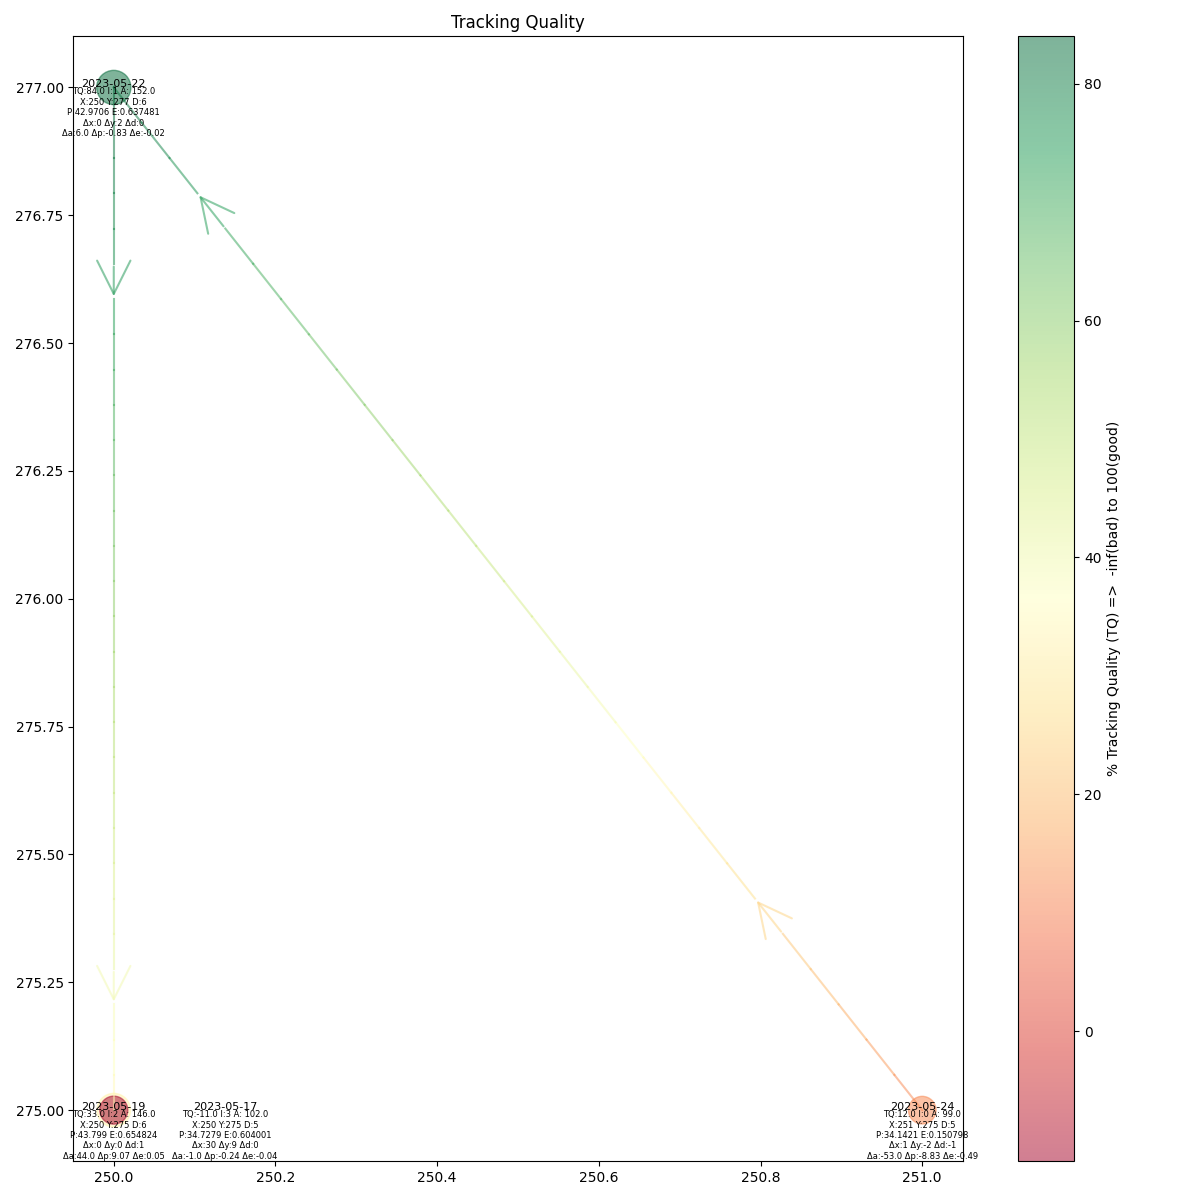 Tracking Quality
2023-05-22
TQ:84.0 I:1 A: 152.0
X:250 Y:277 D:6
P:42.9706 E:0.637481
Δx:0 Δy:2 Δd:0
Δa:6.0 Δp:-0.83 Δe:-0.02
277.00
276.75
276.50
276.25
276.00
275.75
275.50
275.25
275.00
2023-05-19
TQ:33.0 I:2 A: 146.0
X:250 Y:275 D:6
P:43.799 E:0.654824
Δx:0 Δy:0 Δd:1
Δa:44.0 Δp:9.07 Δe:0.05
2023-05-17
TQ:-11.0 I:3 A: 102.0
X:250 Y:275 D:5
P:34.7279 E:0.604001
Δx:30 Δy:9 Δd:0
Δa:-1.0 Δp:-0.24 Δe:-0.04
2023-05-24
TQ:12.0 I:0 A: 99.0
X:251 Y:275 D:5
P:34.1421 E:0.150798
Δx:1 Δy:-2 Δd:-1
Δa:-53.0 Δp:-8.83 Δe:-0.49
250.0
250.2
250.4
250.6
250.8
251.0
80
60
40
20
0
% Tracking Quality (TQ) =>  -inf(bad) to 100(good)